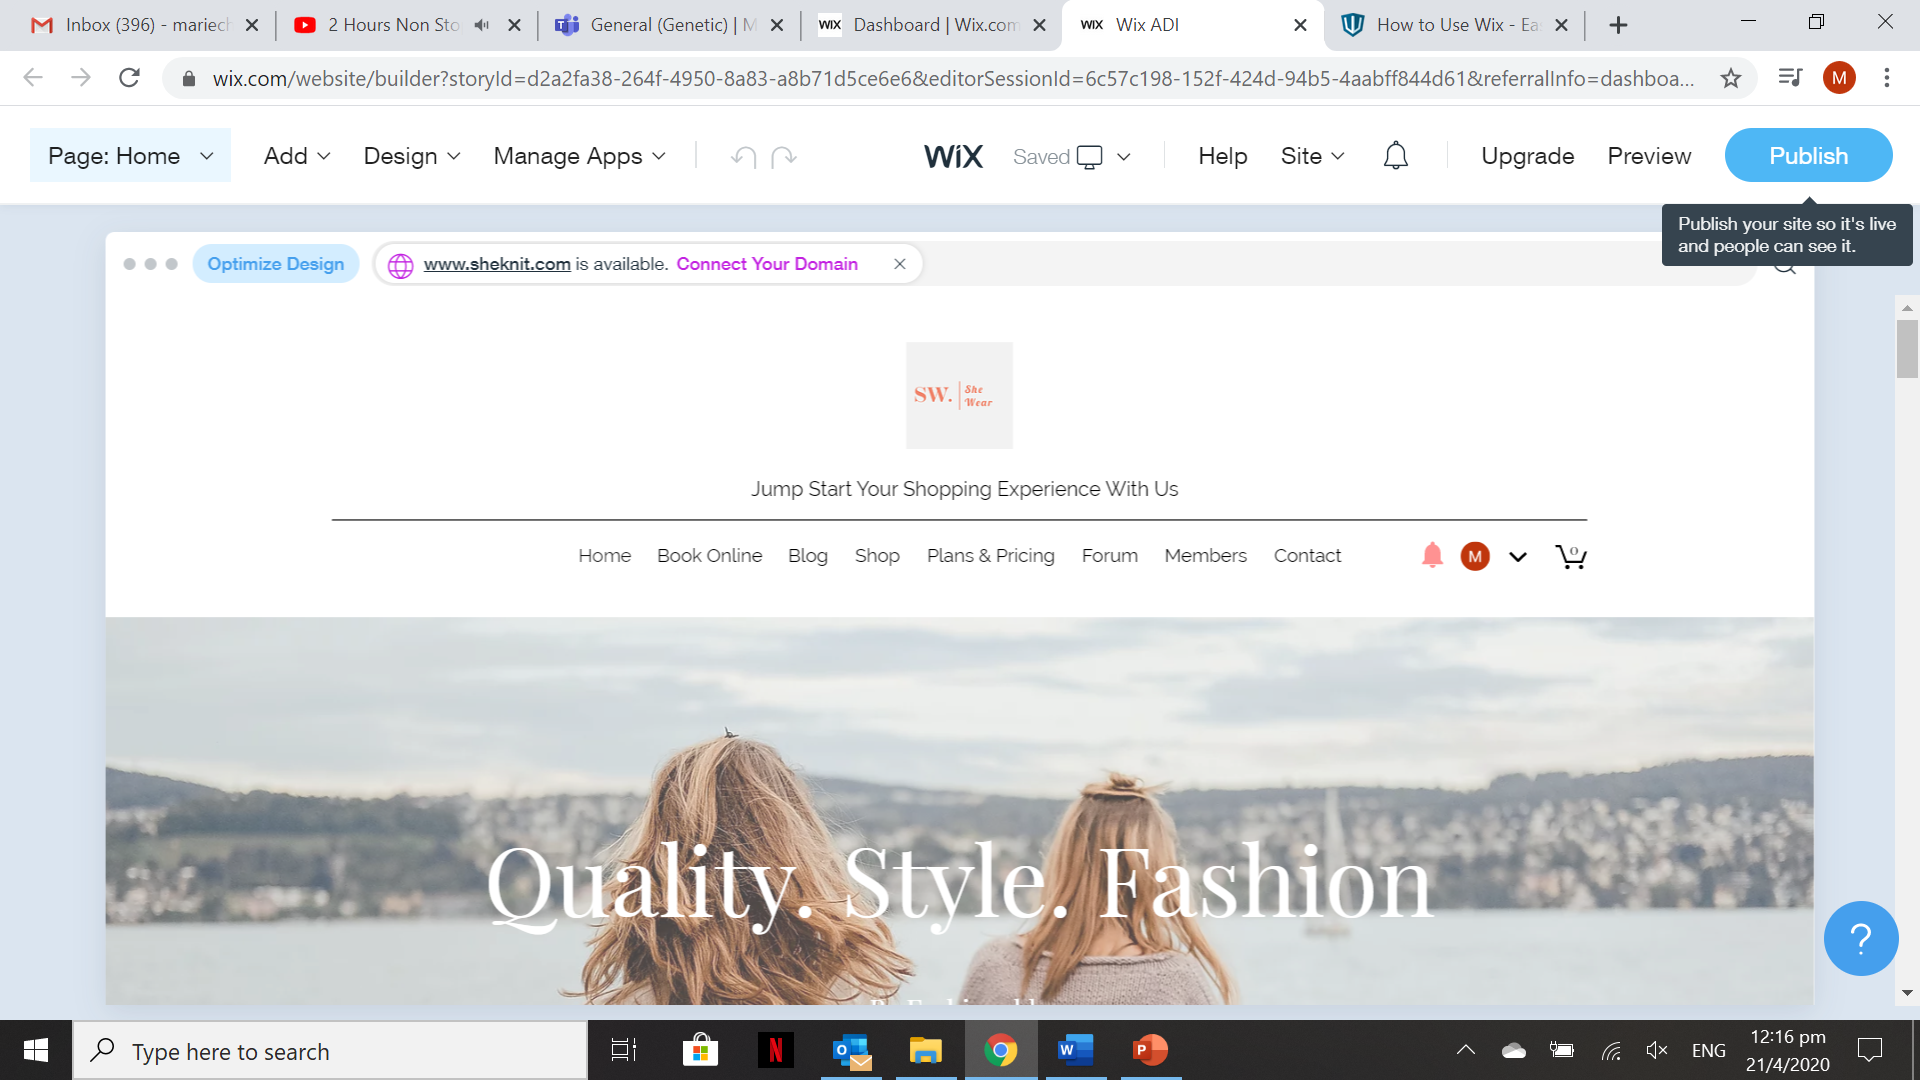 Inbox (396) - mariech
2 Hours Non Sto
General (Genetic) | M
WIX Dashboard | Wix.com
WIX Wix ADI
How to Use Wix - Eas
wix.com/website/builder?storyId=d2a2fa38-264f-4950-8a83-a8b71d5ce6e6&editorSessionId=6c57c198-152f-424d-94b5-4aabff844d61&referralInfo=dashboa...
M
Page: Home
Add
Design
Manage Apps
WiX
Saved
Help
Site
Upgrade
Preview
Publish
Publish your site so it's live
and people can see it.
Optimize Design
www.sheknit.com is available. Connect Your Domain
SW. She
Wear
Jump Start Your Shopping Experience With Us
Home Book Online Blog Shop Plans & Pricing Forum Members Contact
M
0
Quality. Style. Fashion
?
Type here to search
ENG
12:16 pm
21/4/2020